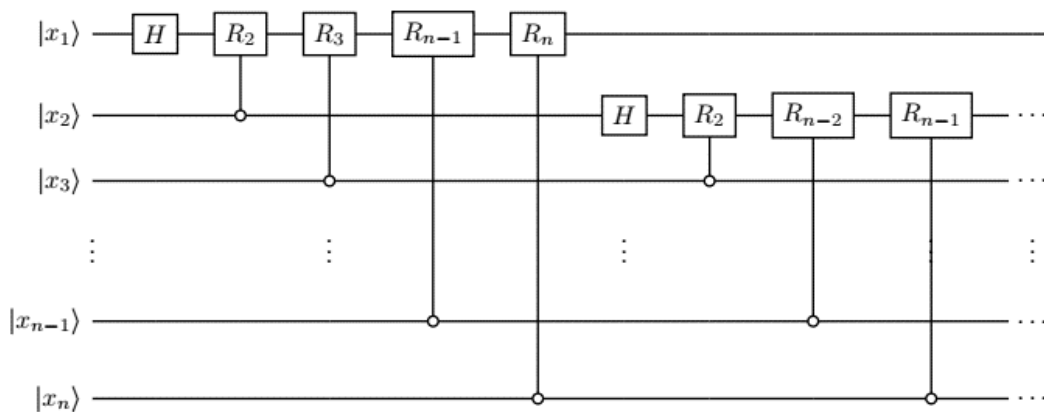 |x₁⟩ H R₂ R₃ Rₙ₋₁ Rₙ
|x₂⟩ H R₂ Rₙ₋₂ Rₙ₋₁ ···
|x₃⟩ ···
⋮ ⋮ ⋮ ⋮ ⋮
|xₙ₋₁⟩ ···
|xₙ⟩ ···